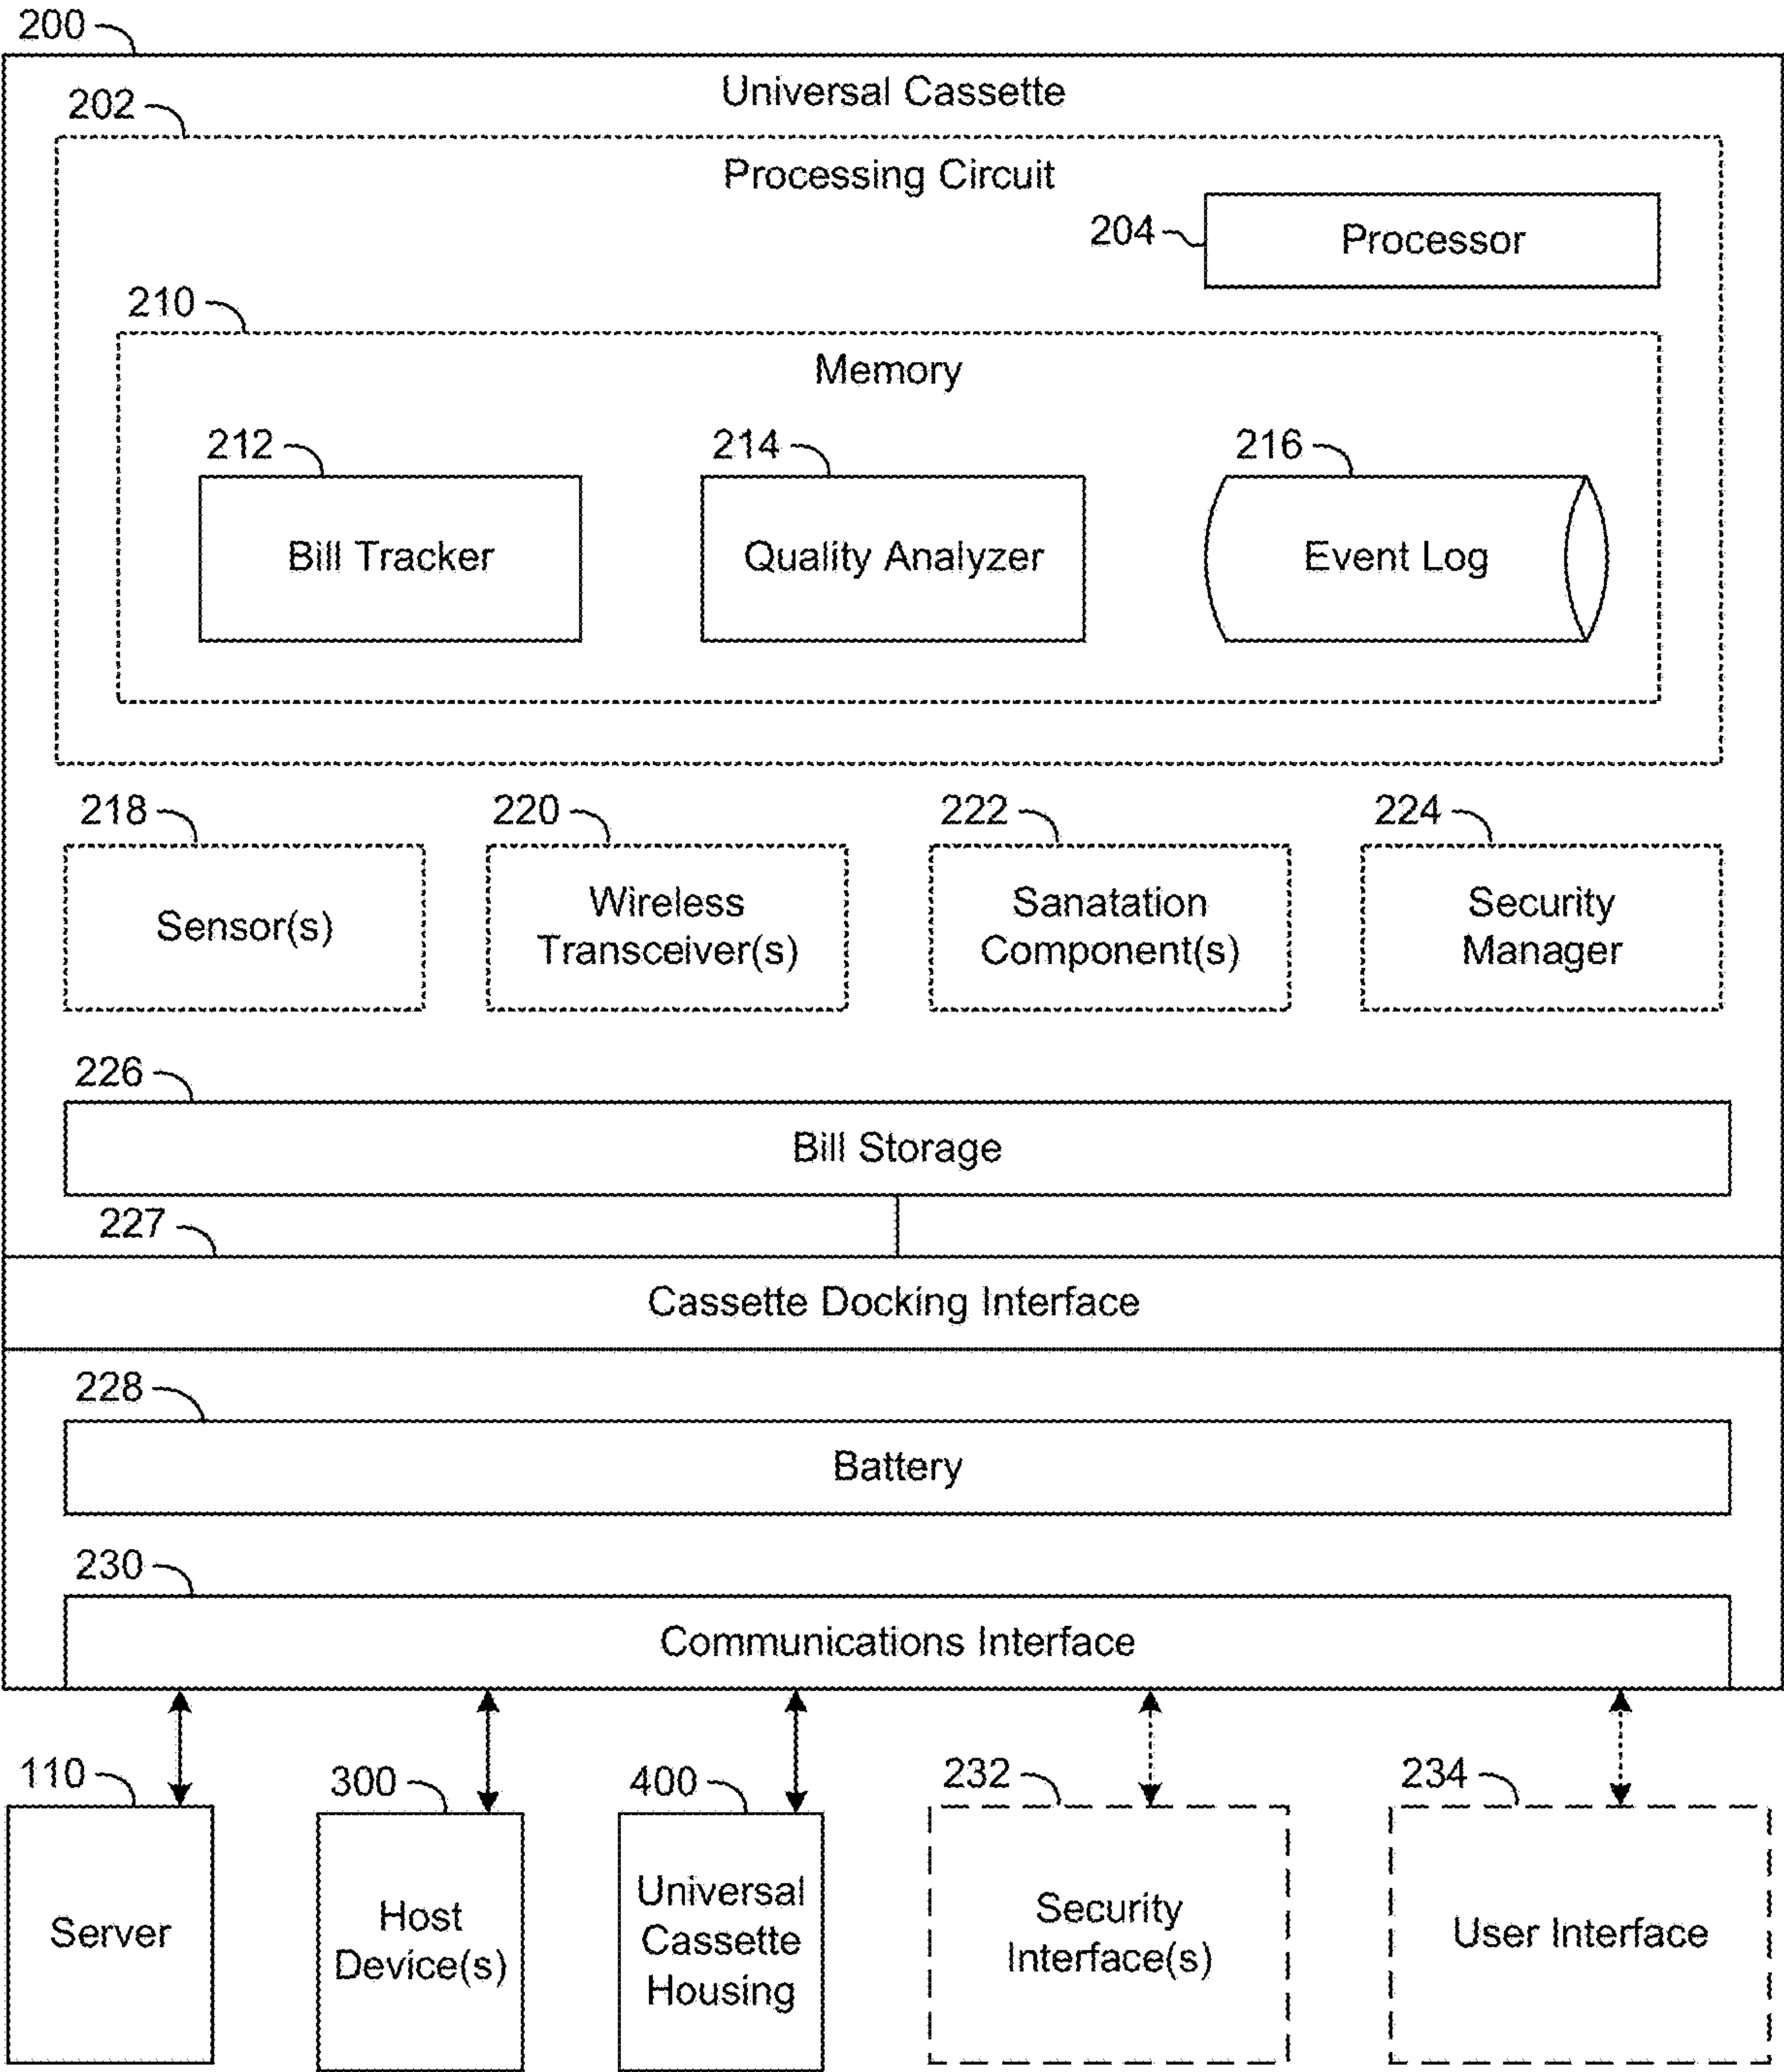 200
Universal Cassette
202
Processing Circuit
204
Processor
210
Memory
212
214
216
Bill Tracker
Quality Analyzer
Event Log
218
220
222
224
Sensor(s)
Wireless
Transceiver(s)
Sanatation
Component(s)
Security
Manager
226
Bill Storage
227
Cassette Docking Interface
228
Battery
230
Communications Interface
110
300
400
232
234
Server
Host
Device(s)
Universal
Cassette
Housing
Security
Interface(s)
User Interface